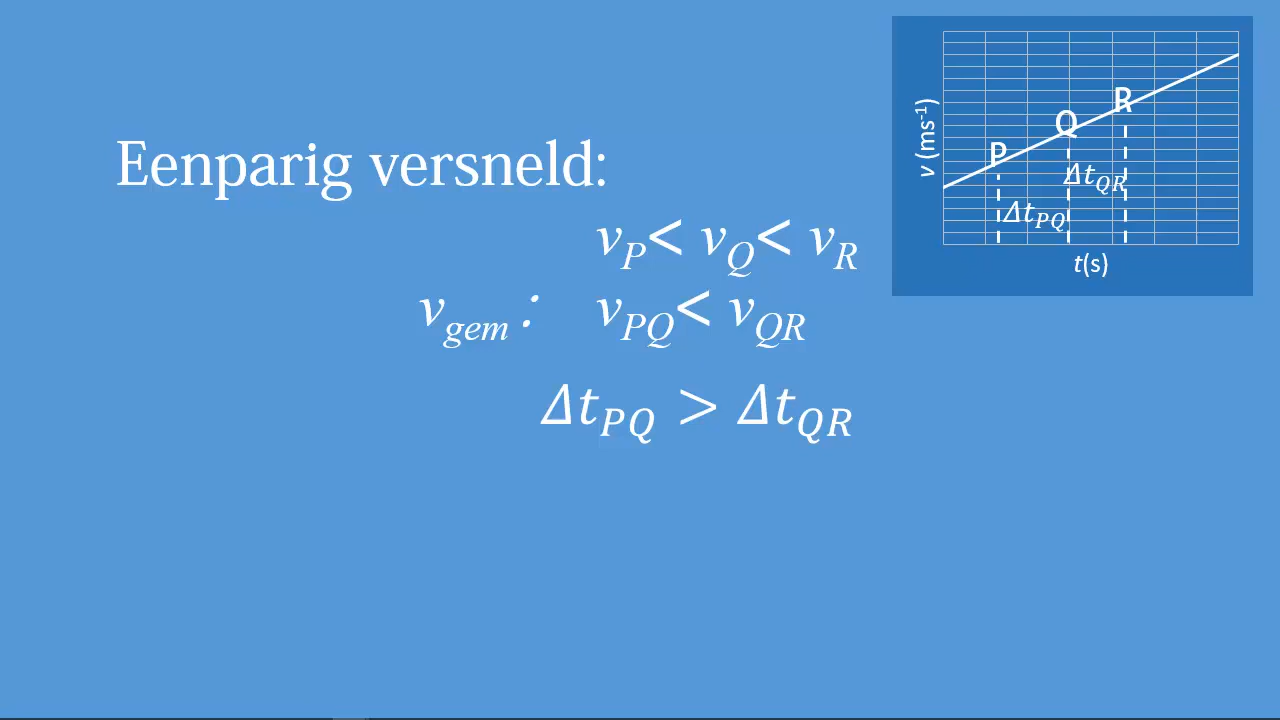 Eenparig versneld:
v_P < v_Q < v_R
v_gem : v_PQ < v_QR
Δt_PQ > Δt_QR
v (ms⁻¹)
P
Q
R
Δt_QR
Δt_PQ
t(s)